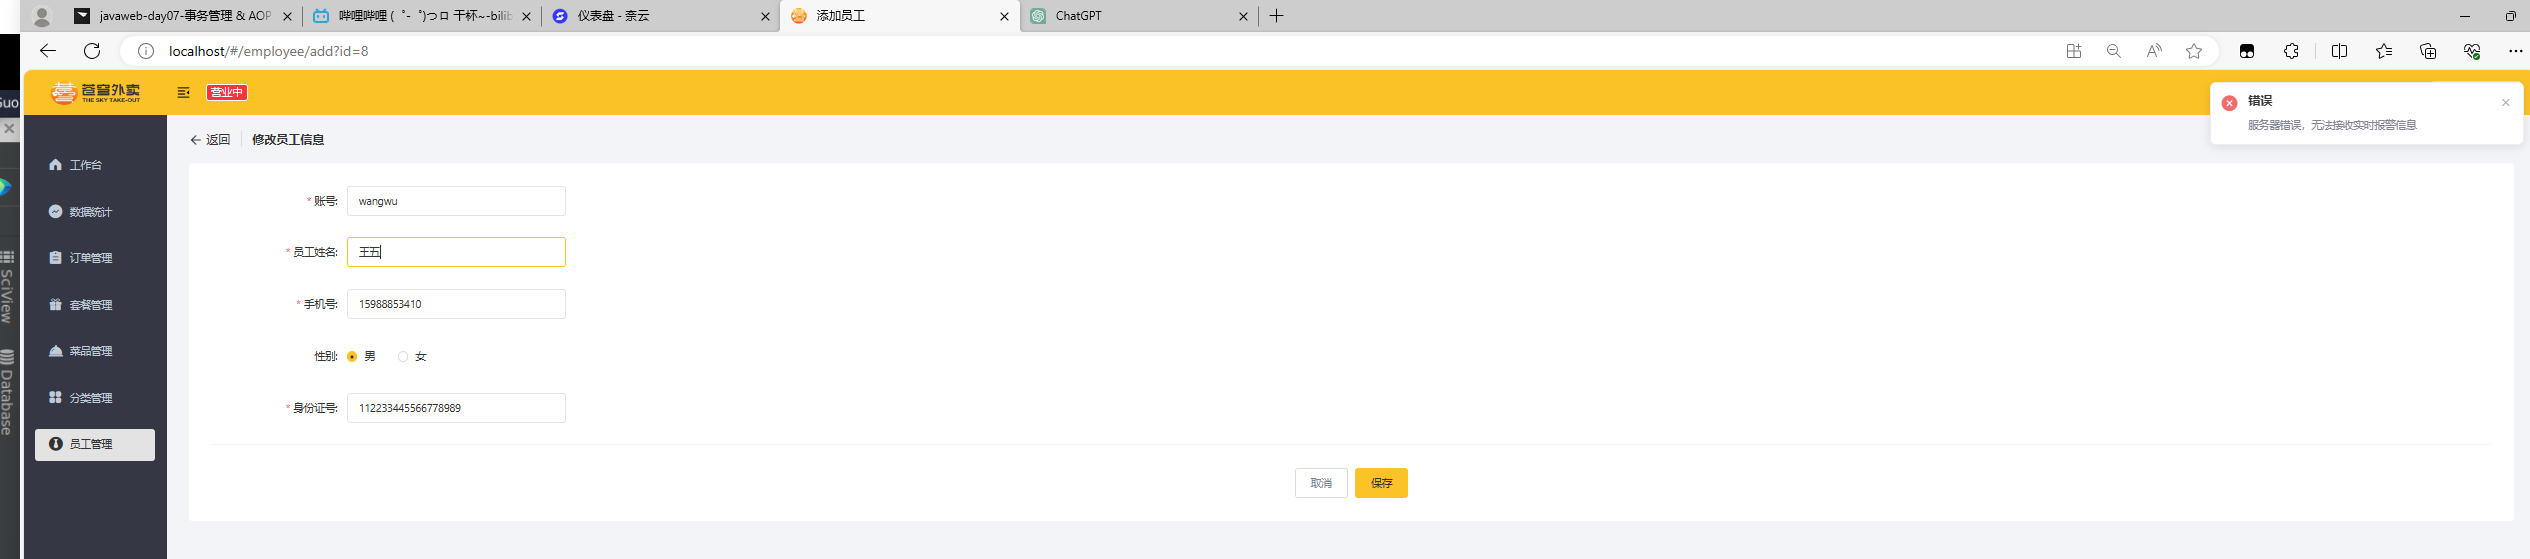 javaweb-day07-事务管理 & AOP
哔哩哔哩 (゜-゜)つロ 干杯~-bilib
仪表盘 - 奈云
添加员工
ChatGPT
localhost/#/employee/add?id=8
苍穹外卖
THE SKY TAKE-OUT
营业中
错误
服务器错误，无法接收实时报警信息
返回
修改员工信息
工作台
数据统计
订单管理
套餐管理
菜品管理
分类管理
员工管理
* 账号:
wangwu
* 员工姓名:
王五
* 手机号:
15988853410
性别:
男
女
* 身份证号:
112233445566778989
取消
保存
Guo
SciView
Database